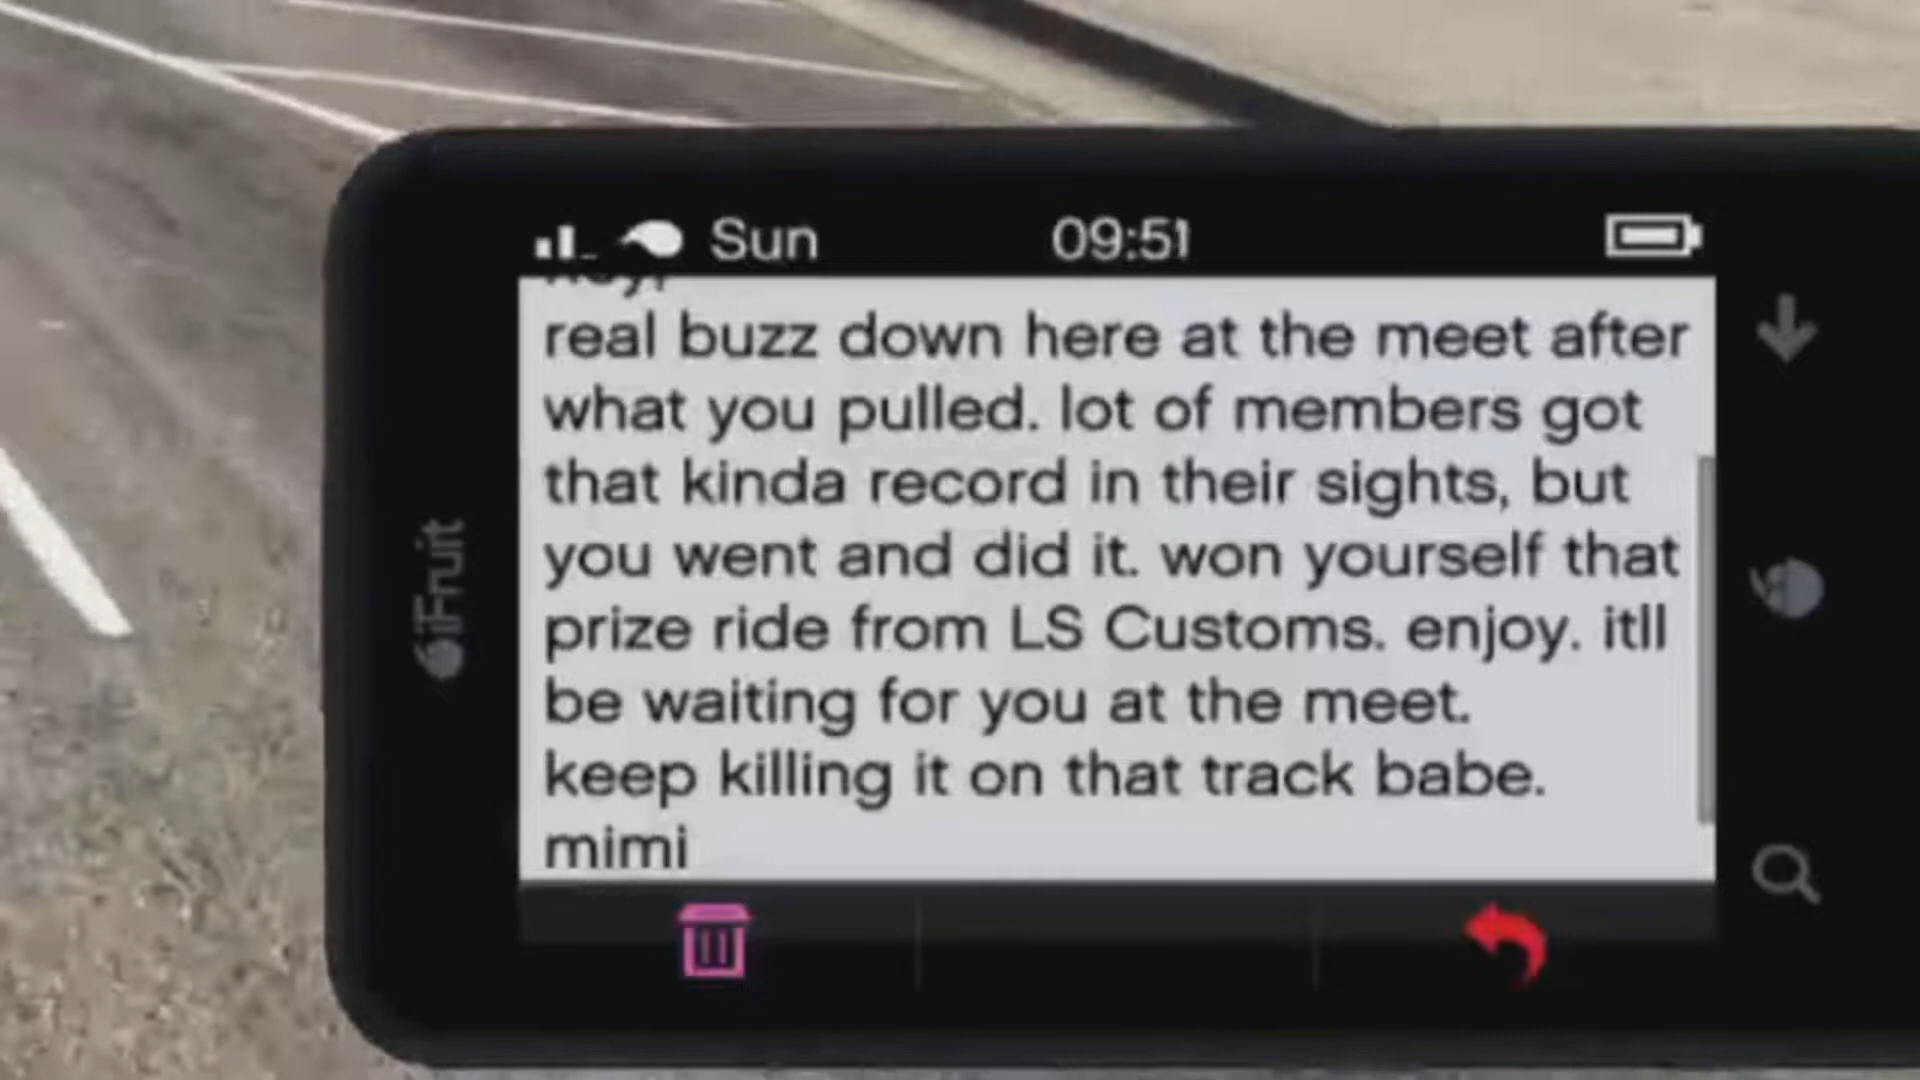 Sun 09:51
hey,
real buzz down here at the meet after
what you pulled. lot of members got
that kinda record in their sights, but
you went and did it. won yourself that
prize ride from LS Customs. enjoy. itll
be waiting for you at the meet.
keep killing it on that track babe.
mimi
iFruit